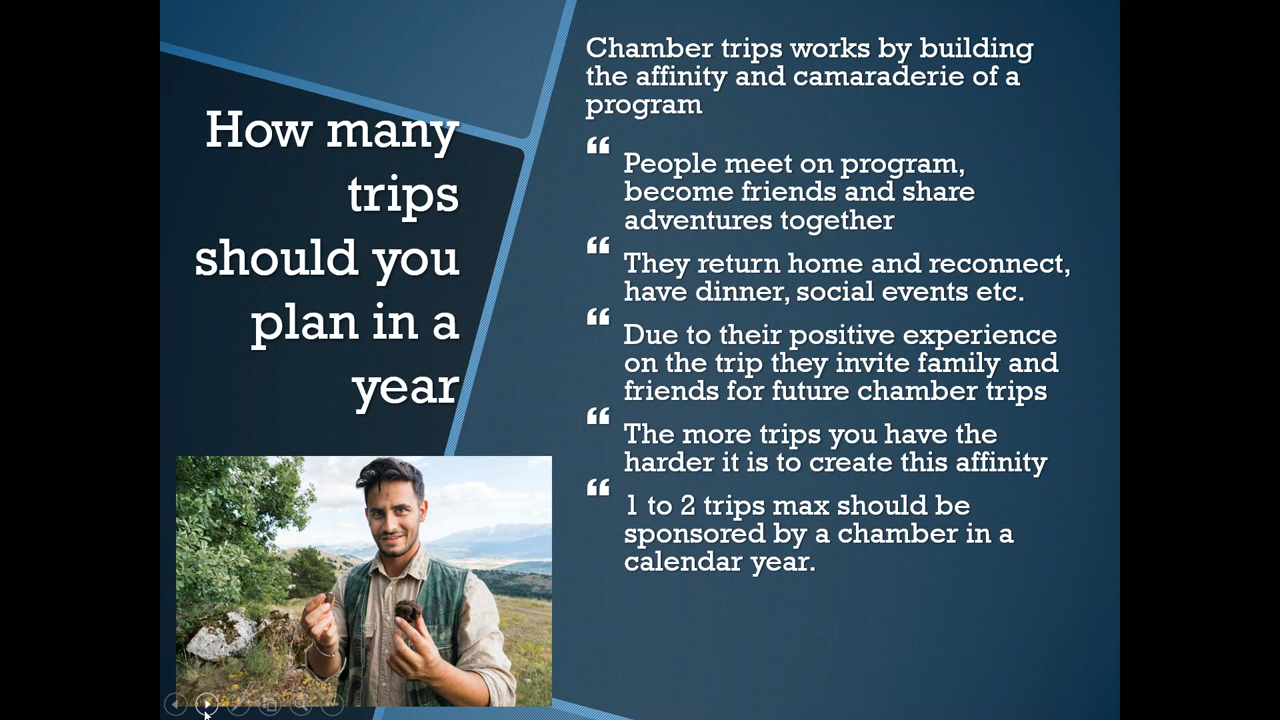 How many
trips
should you
plan in a
year
Chamber trips works by building
the affinity and camaraderie of a
program
“ People meet on program,
become friends and share
adventures together
“ They return home and reconnect,
have dinner, social events etc.
“ Due to their positive experience
on the trip they invite family and
friends for future chamber trips
“ The more trips you have the
harder it is to create this affinity
“ 1 to 2 trips max should be
sponsored by a chamber in a
calendar year.